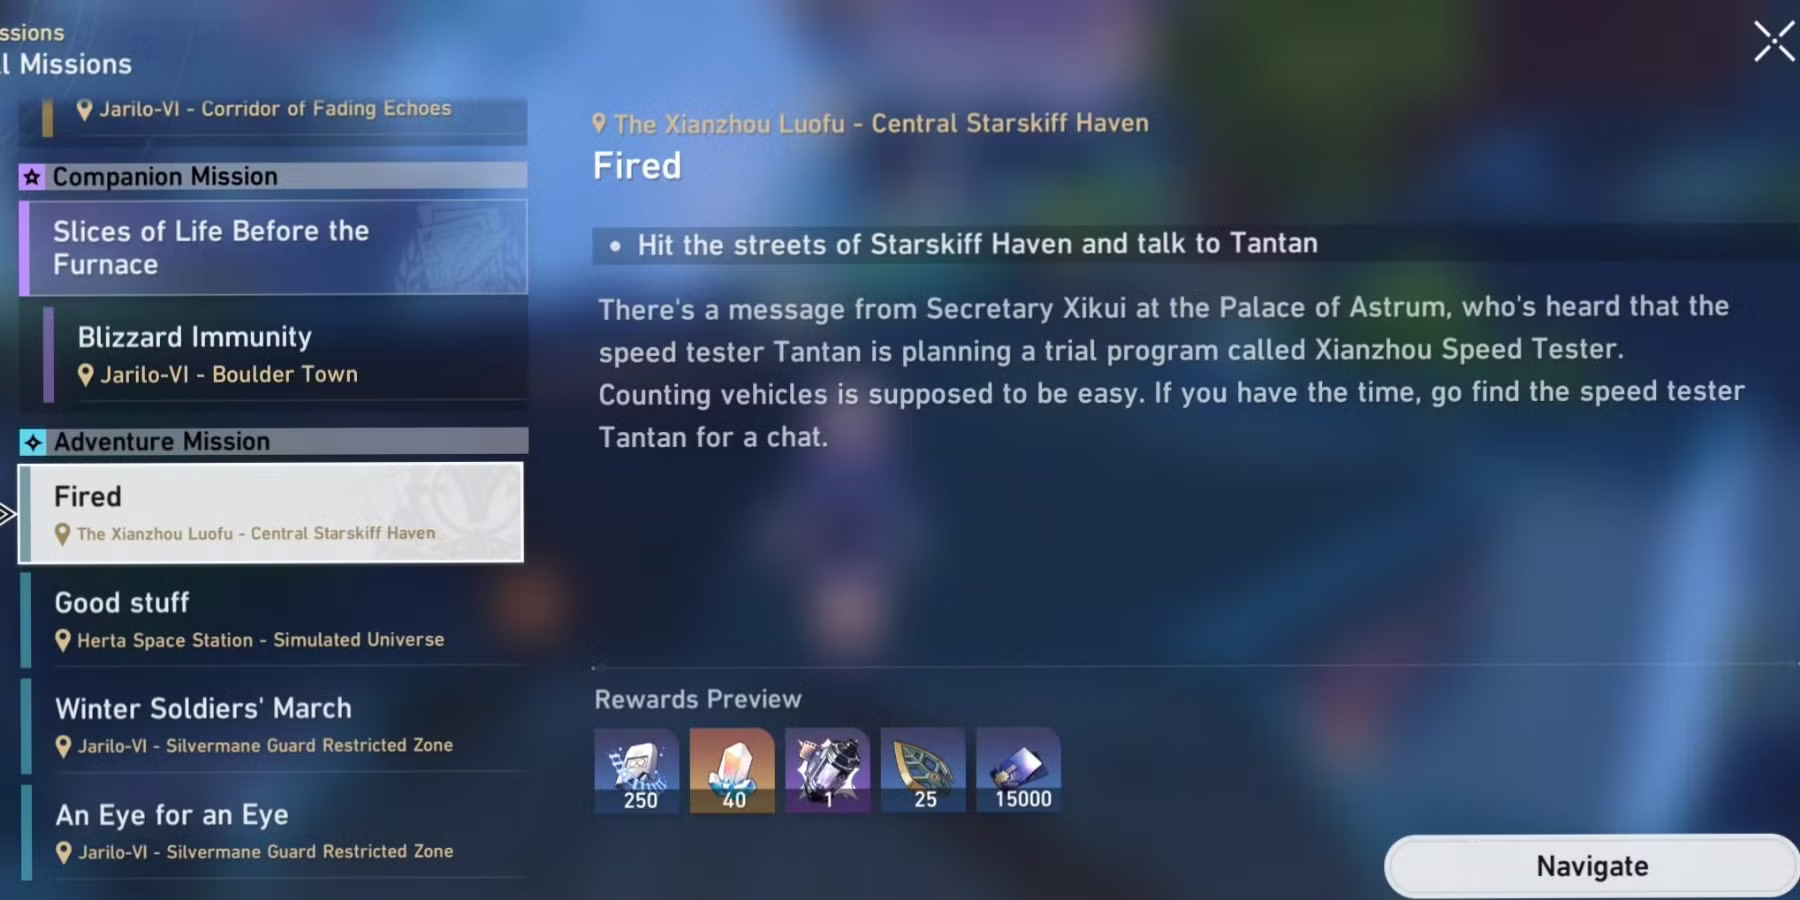 ssions
l Missions
Jarilo-VI - Corridor of Fading Echoes
Companion Mission
Slices of Life Before the
Furnace
Blizzard Immunity
Jarilo-VI - Boulder Town
Adventure Mission
Fired
The Xianzhou Luofu - Central Starskiff Haven
Good stuff
Herta Space Station - Simulated Universe
Winter Soldiers' March
Jarilo-VI - Silvermane Guard Restricted Zone
An Eye for an Eye
Jarilo-VI - Silvermane Guard Restricted Zone
The Xianzhou Luofu - Central Starskiff Haven
Fired
Hit the streets of Starskiff Haven and talk to Tantan
There's a message from Secretary Xikui at the Palace of Astrum, who's heard that the
speed tester Tantan is planning a trial program called Xianzhou Speed Tester.
Counting vehicles is supposed to be easy. If you have the time, go find the speed tester
Tantan for a chat.
Rewards Preview
250
40
1
25
15000
Navigate